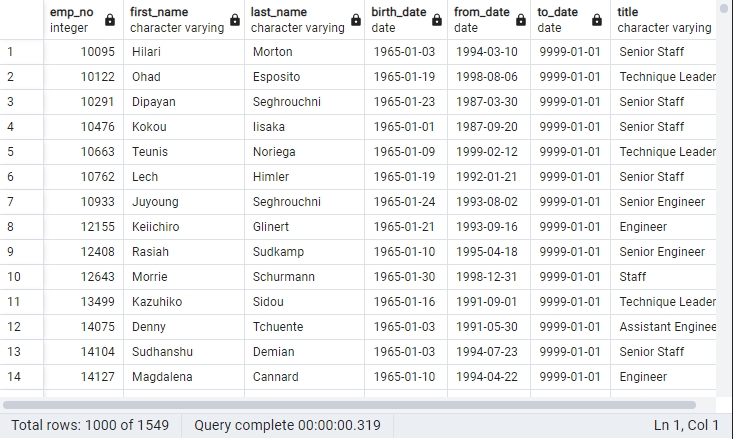 emp_no first_name last_name birth_date from_date to_date title
integer character varying character varying date date date character varying
1 10095 Hilari Morton 1965-01-03 1994-03-10 9999-01-01 Senior Staff
2 10122 Ohad Esposito 1965-01-19 1998-08-06 9999-01-01 Technique Leader
3 10291 Dipayan Seghrouchni 1965-01-23 1987-03-30 9999-01-01 Senior Staff
4 10476 Kokou Iisaka 1965-01-01 1987-09-20 9999-01-01 Senior Staff
5 10663 Teunis Noriega 1965-01-09 1999-02-12 9999-01-01 Technique Leader
6 10762 Lech Himler 1965-01-19 1992-01-21 9999-01-01 Senior Staff
7 10933 Juyoung Seghrouchni 1965-01-24 1993-08-02 9999-01-01 Senior Engineer
8 12155 Keiichiro Glinert 1965-01-21 1993-09-16 9999-01-01 Engineer
9 12408 Rasiah Sudkamp 1965-01-10 1995-04-18 9999-01-01 Senior Engineer
10 12643 Morrie Schurmann 1965-01-30 1998-12-31 9999-01-01 Staff
11 13499 Kazuhiko Sidou 1965-01-16 1991-09-01 9999-01-01 Technique Leader
12 14075 Denny Tchuente 1965-01-03 1991-05-30 9999-01-01 Assistant Enginee
13 14104 Sudhanshu Demian 1965-01-03 1994-07-23 9999-01-01 Senior Staff
14 14127 Magdalena Cannard 1965-01-10 1994-04-22 9999-01-01 Engineer
Total rows: 1000 of 1549 Query complete 00:00:00.319 Ln 1, Col 1